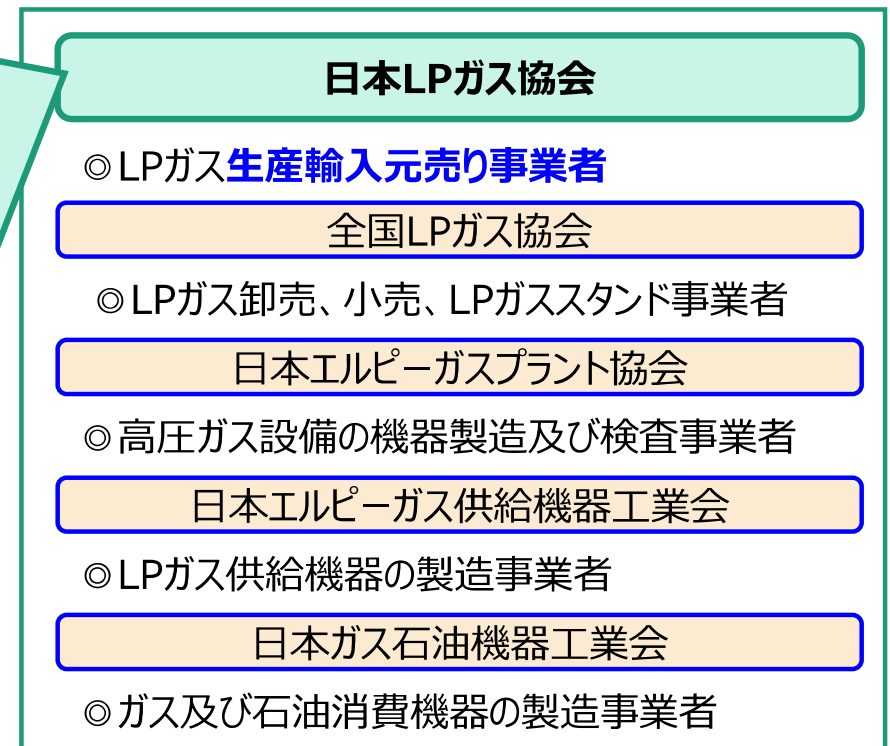 日本LPガス協会
◎LPガス生産輸入元売り事業者
全国LPガス協会
◎LPガス卸売、小売、LPガススタンド事業者
日本エルピーガスプラント協会
◎高圧ガス設備の機器製造及び検査事業者
日本エルピーガス供給機器工業会
◎LPガス供給機器の製造事業者
日本ガス石油機器工業会
◎ガス及び石油消費機器の製造事業者